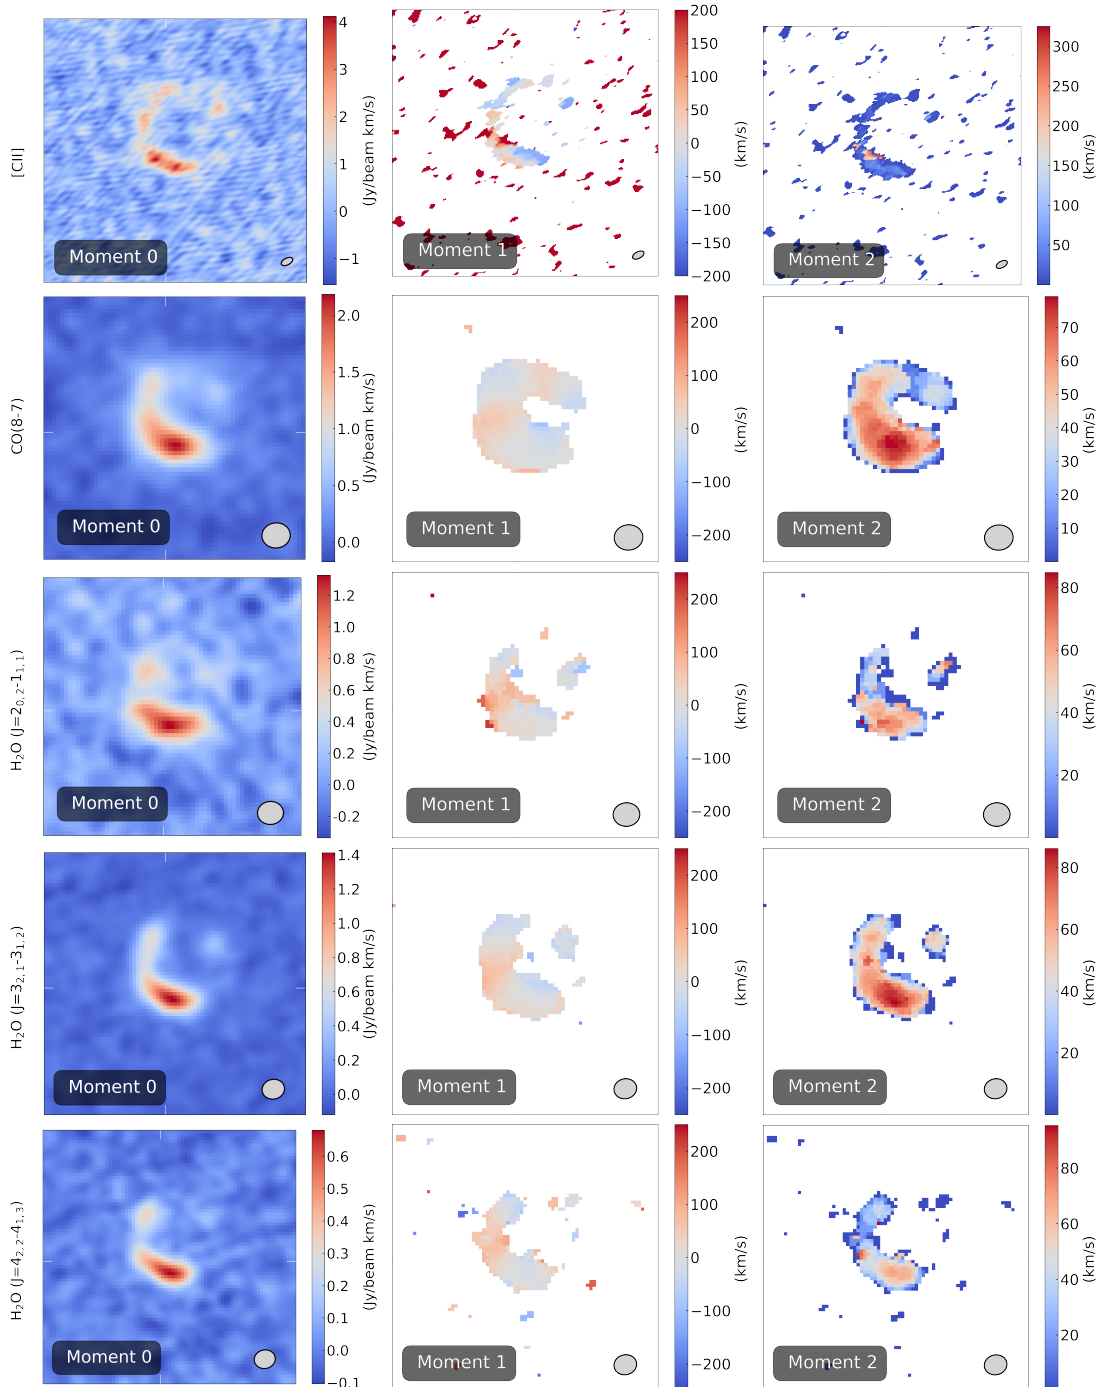 [CII]
Moment 0
4
3
2
1
0
−1
(Jy/beam km/s)
Moment 1
200
150
100
50
0
−50
−100
−150
−200
(km/s)
Moment 2
300
250
200
150
100
50
(km/s)
CO(8-7)
Moment 0
2.0
1.5
1.0
0.5
0.0
(Jy/beam km/s)
Moment 1
200
100
0
−100
−200
(km/s)
Moment 2
70
60
50
40
30
20
10
(km/s)
H₂O (J=2₀,₂-1₁,₁)
Moment 0
1.2
1.0
0.8
0.6
0.4
0.2
0.0
-0.2
(Jy/beam km/s)
Moment 1
200
100
0
−100
−200
(km/s)
Moment 2
80
60
40
20
(km/s)
H₂O (J=3₂,₁-3₁,₂)
Moment 0
1.4
1.2
1.0
0.8
0.6
0.4
0.2
0.0
(Jy/beam km/s)
Moment 1
200
100
0
−100
−200
(km/s)
Moment 2
80
60
40
20
(km/s)
H₂O (J=4₂,₂-4₁,₃)
Moment 0
0.6
0.5
0.4
0.3
0.2
0.1
0.0
−0.1
(Jy/beam km/s)
Moment 1
200
100
0
−100
−200
(km/s)
Moment 2
80
60
40
20
(km/s)